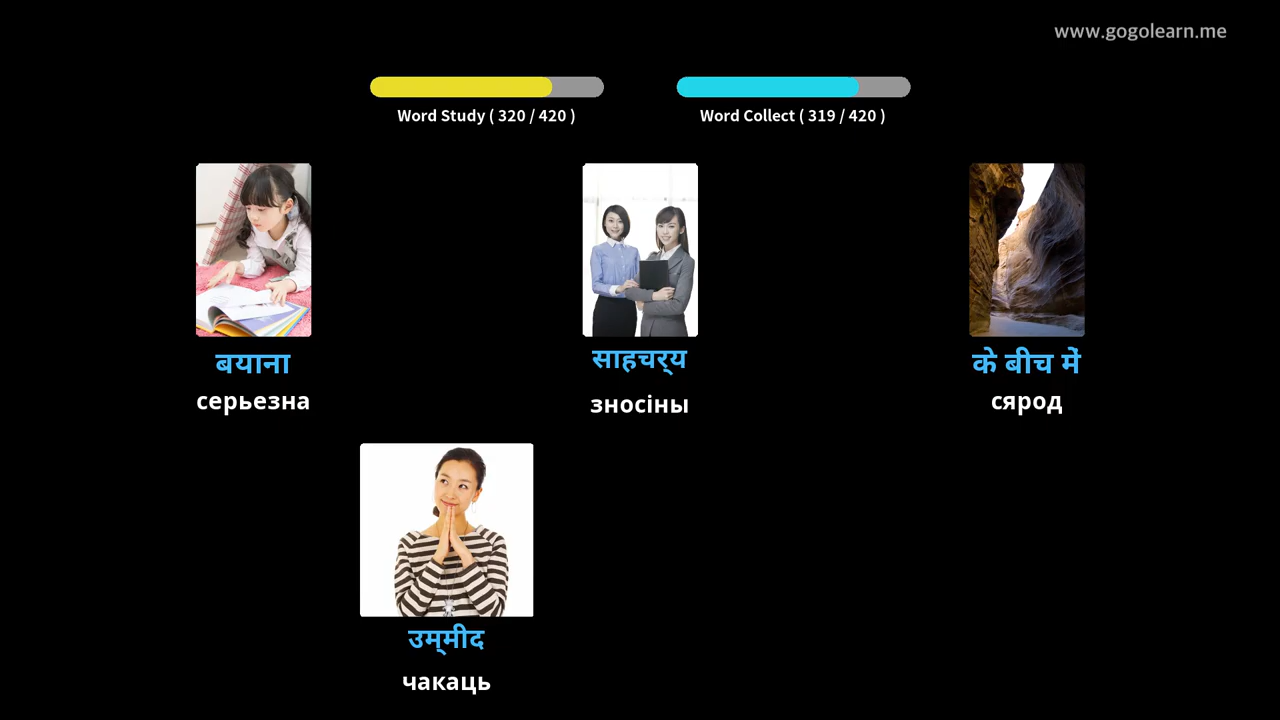 www.gogolearn.me
Word Study ( 320 / 420 )
Word Collect ( 319 / 420 )
बयाना
साहचर्य
के बीच में
серьезна
зносіны
сярод
उम्मीद
чакаць